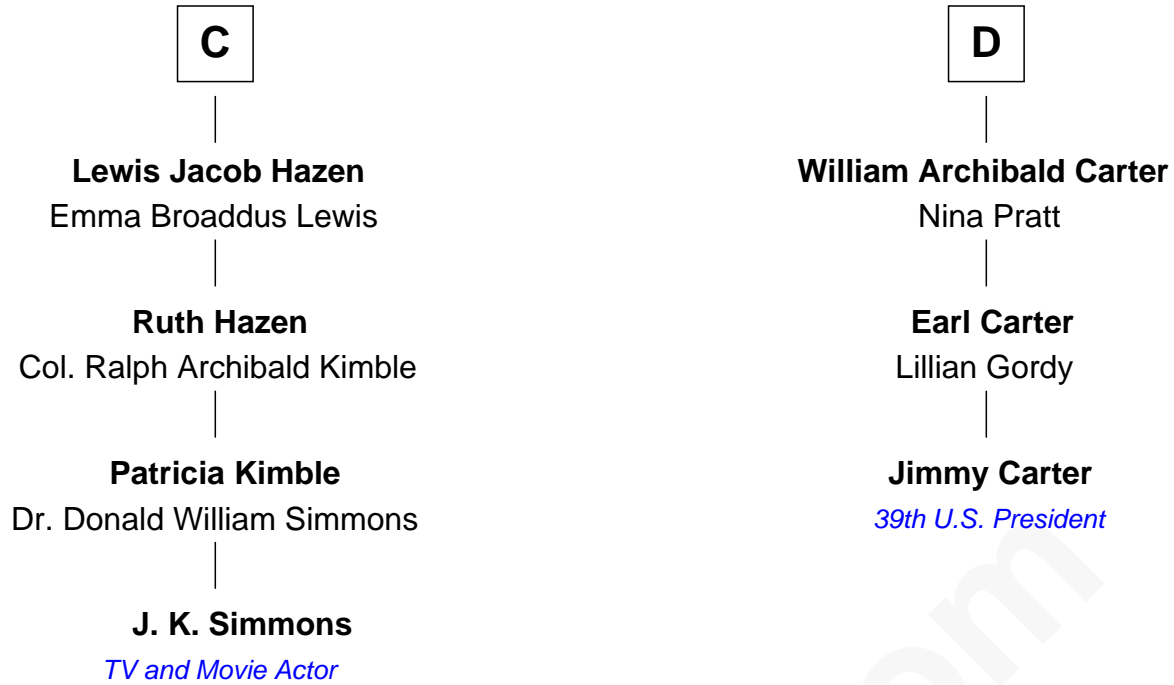 C
Lewis Jacob Hazen
Emma Broaddus Lewis
Ruth Hazen
Col. Ralph Archibald Kimble
Patricia Kimble
Dr. Donald William Simmons
J. K. Simmons
TV and Movie Actor
D
William Archibald Carter
Nina Pratt
Earl Carter
Lillian Gordy
Jimmy Carter
39th U.S. President
om